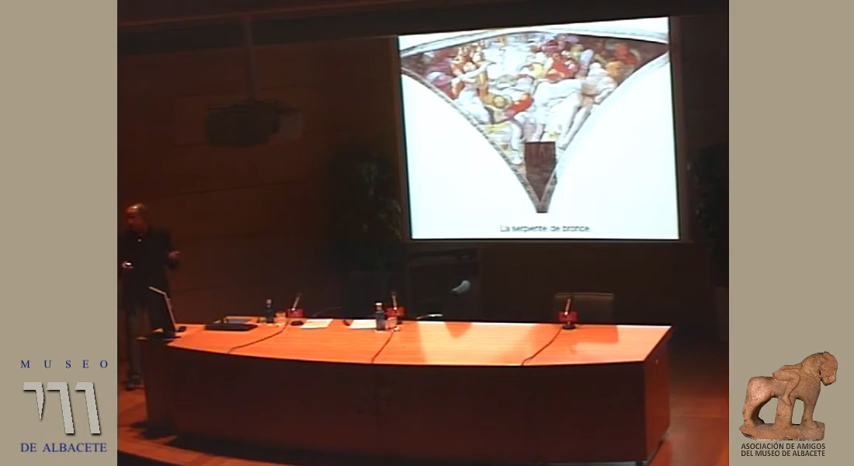 La serpiente de bronce.
MUSEO
DE ALBACETE
ASOCIACIÓN DE AMIGOS
DEL MUSEO DE ALBACETE